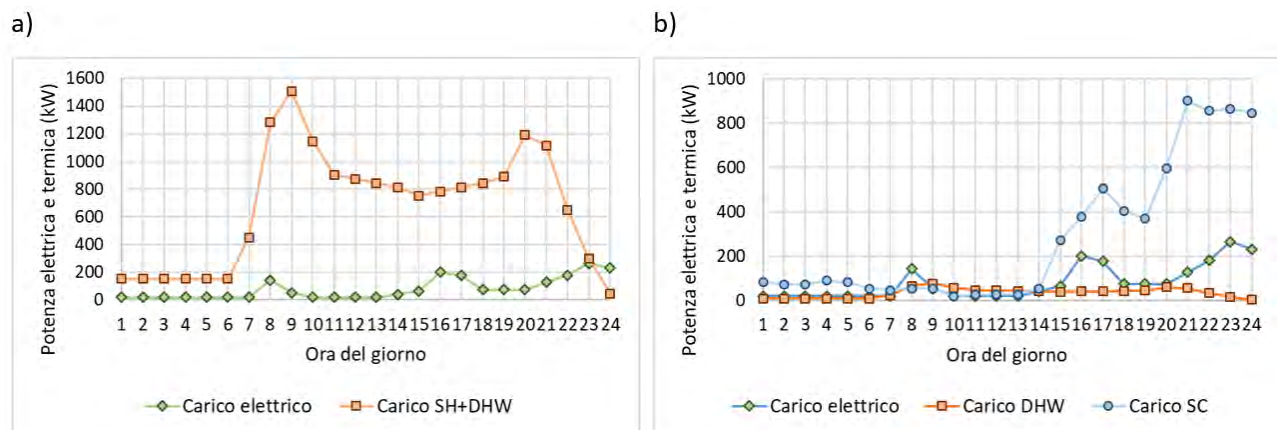 a)
Potenza elettrica e termica (kW)
1600
1400
1200
1000
800
600
400
200
0
1 2 3 4 5 6 7 8 9 10 11 12 13 14 15 16 17 18 19 20 21 22 23 24
Ora del giorno
Carico elettrico Carico SH+DHW
b)
Potenza elettrica e termica (kW)
1000
800
600
400
200
0
1 2 3 4 5 6 7 8 9 10 11 12 13 14 15 16 17 18 19 20 21 22 23 24
Ora del giorno
Carico elettrico Carico DHW Carico SC